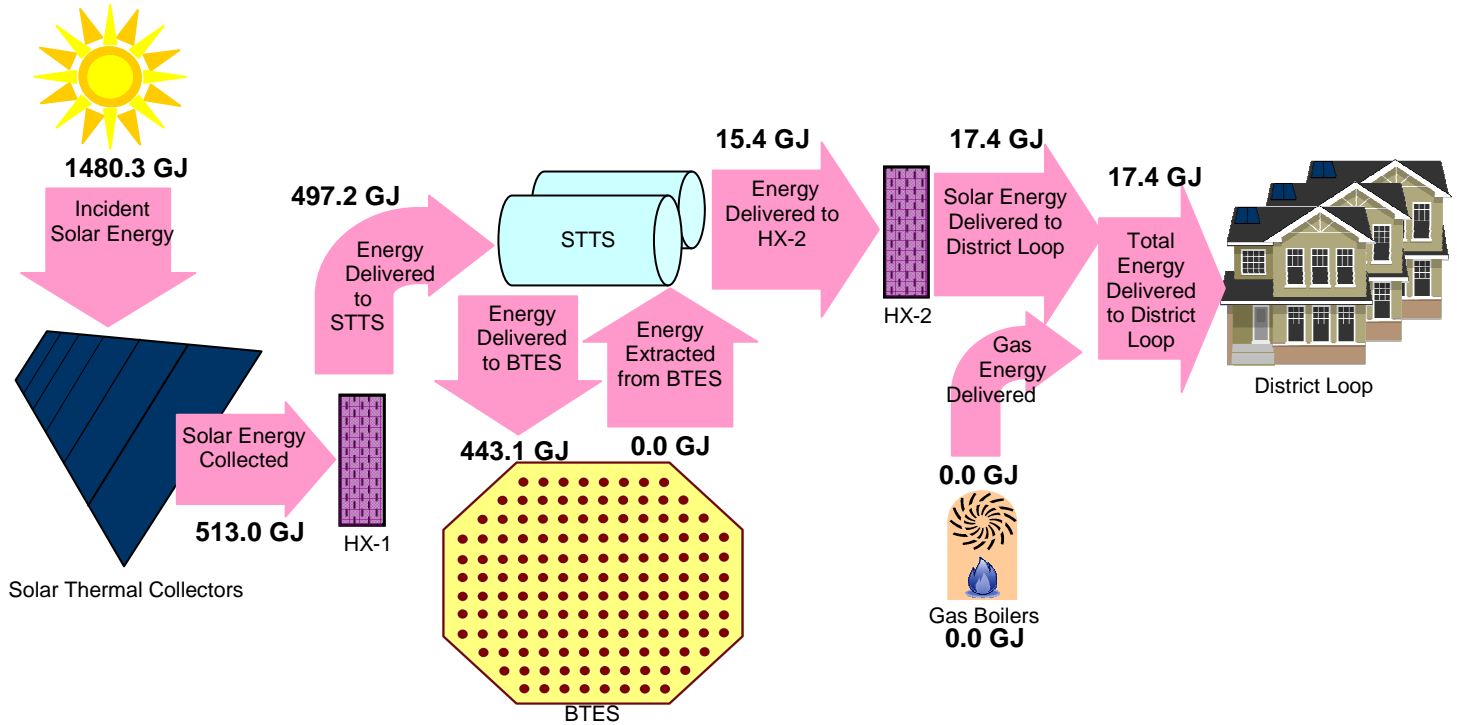 1480.3 GJ
Incident
Solar Energy
Solar Thermal Collectors
Solar Energy
Collected
513.0 GJ
HX-1
497.2 GJ
Energy
Delivered
to
STTS
STTS
Energy
Delivered
to BTES
443.1 GJ
Energy
Extracted
from BTES
0.0 GJ
BTES
15.4 GJ
Energy
Delivered to
HX-2
HX-2
17.4 GJ
Solar Energy
Delivered to
District Loop
Gas
Energy
Delivered
0.0 GJ
Gas Boilers
0.0 GJ
17.4 GJ
Total
Energy
Delivered
to District
Loop
District Loop